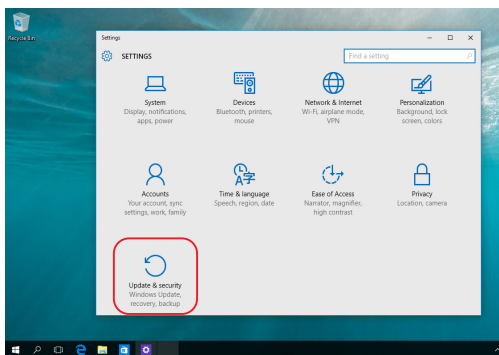 Recycle Bin
Settings
SETTINGS
Find a setting
System
Display, notifications,
apps, power
Devices
Bluetooth, printers,
mouse
Network & Internet
Wi-Fi, airplane mode,
VPN
Personalization
Background, lock
screen, colors
Accounts
Your account, sync
settings, work, family
Time & language
Speech, region, date
Ease of Access
Narrator, magnifier,
high contrast
Privacy
Location, camera
Update & security
Windows Update,
recovery, backup